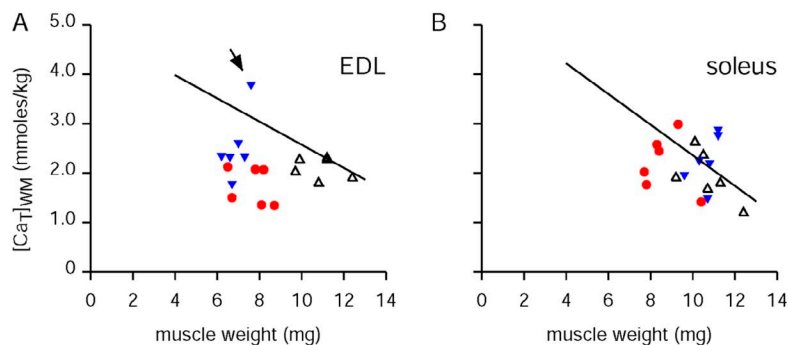 A
B
EDL
soleus
[CaT]WM (mmoles/kg)
5.0
4.0
3.0
2.0
1.0
0.0
0 2 4 6 8 10 12 14
0 2 4 6 8 10 12 14
muscle weight (mg)
muscle weight (mg)